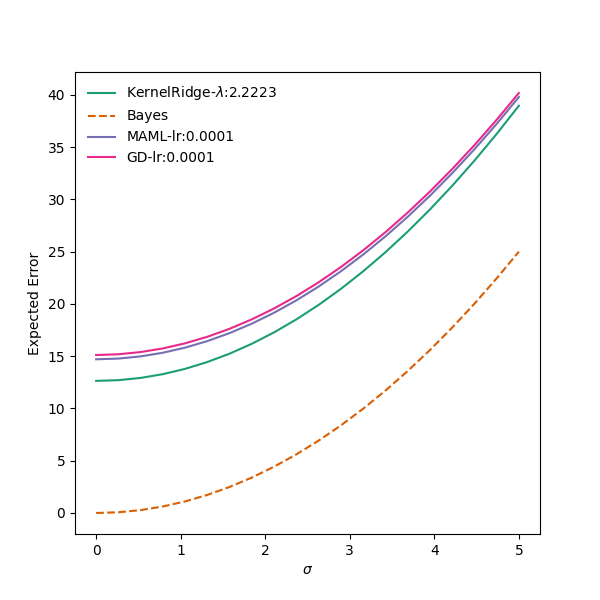 KernelRidge-λ:2.2223
Bayes
MAML-lr:0.0001
GD-lr:0.0001
Expected Error
40
35
30
25
20
15
10
5
0
0 1 2 3 4 5
σ